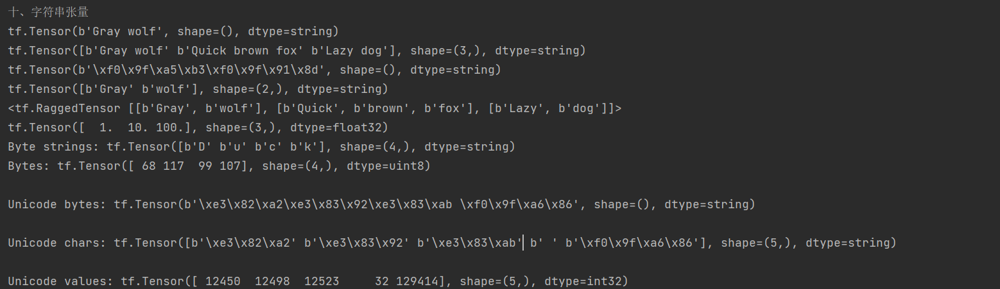 十、字符串张量
tf.Tensor(b'Gray wolf', shape=(), dtype=string)
tf.Tensor([b'Gray wolf' b'Quick brown fox' b'Lazy dog'], shape=(3,), dtype=string)
tf.Tensor(b'\xf0\x9f\xa5\xb3\xf0\x9f\x91\x8d', shape=(), dtype=string)
tf.Tensor([b'Gray' b'wolf'], shape=(2,), dtype=string)
<tf.RaggedTensor [[b'Gray', b'wolf'], [b'Quick', b'brown', b'fox'], [b'Lazy', b'dog']]>
tf.Tensor([  1.  10. 100.], shape=(3,), dtype=float32)
Byte strings: tf.Tensor([b'D' b'u' b'c' b'k'], shape=(4,), dtype=string)
Bytes: tf.Tensor([ 68 117  99 107], shape=(4,), dtype=uint8)
Unicode bytes: tf.Tensor(b'\xe3\x82\xa2\xe3\x83\x92\xe3\x83\xab \xf0\x9f\xa6\x86', shape=(), dtype=string)
Unicode chars: tf.Tensor([b'\xe3\x82\xa2' b'\xe3\x83\x92' b'\xe3\x83\xab' b' ' b'\xf0\x9f\xa6\x86'], shape=(5,), dtype=string)
Unicode values: tf.Tensor([ 12450  12498  12523     32 129414], shape=(5,), dtype=int32)